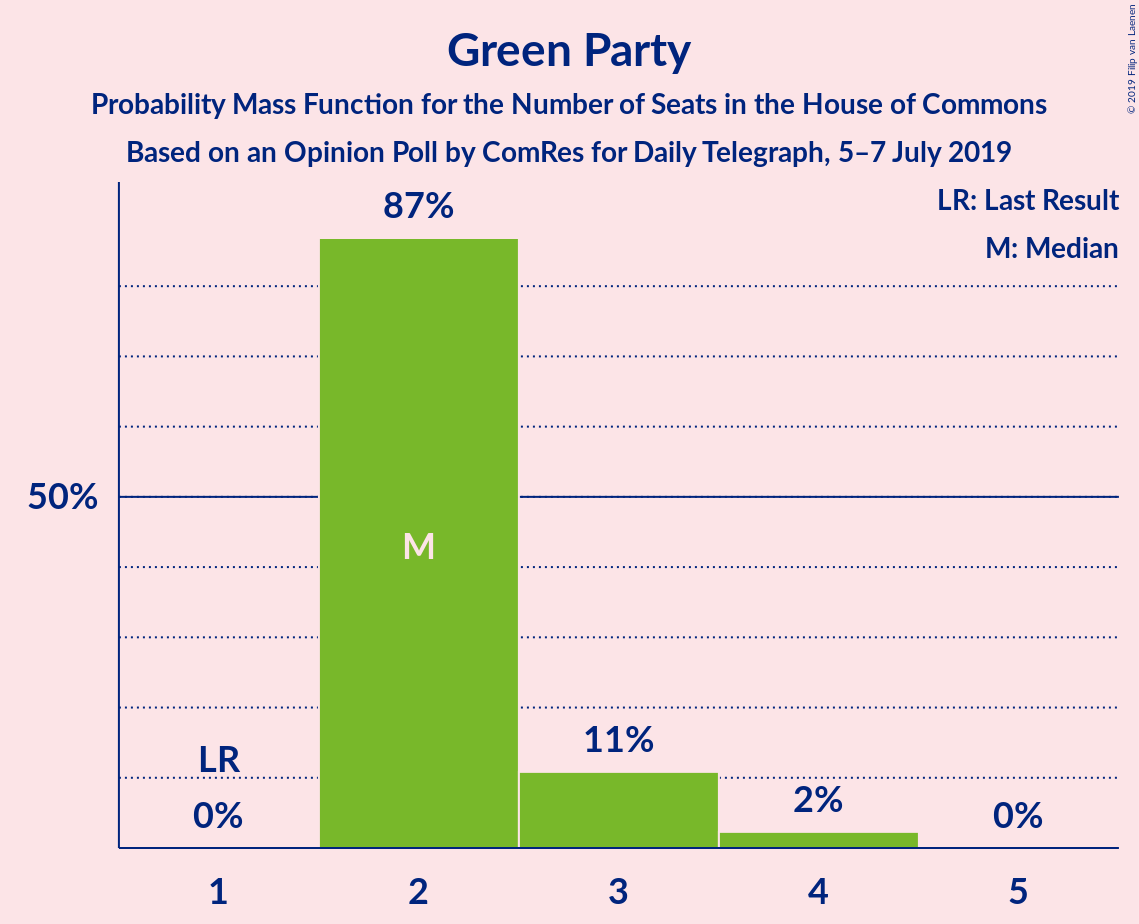 Green Party
Probability Mass Function for the Number of Seats in the House of Commons
Based on an Opinion Poll by ComRes for Daily Telegraph, 5–7 July 2019
© 2019 Filip van Laenen
LR: Last Result
M: Median
87%
50%
M
LR
11%
0%
2%
0%
1 2 3 4 5